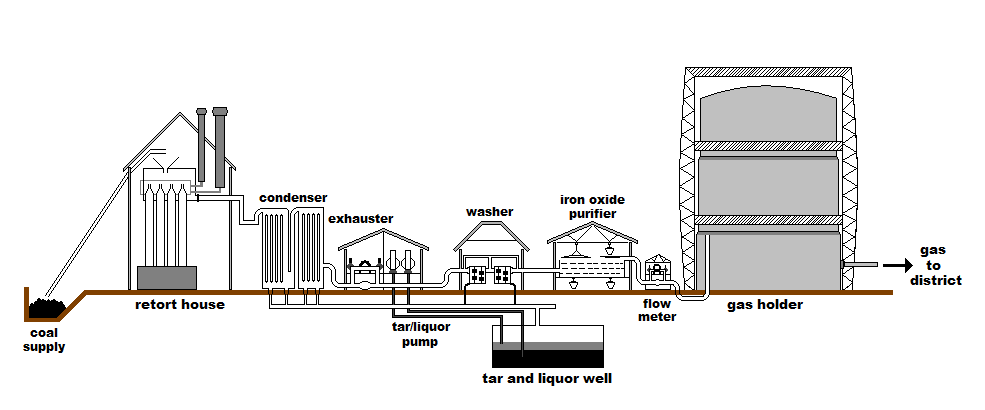 condenser
exhauster
washer
iron oxide
purifier
gas
to
district
retort house
coal
supply
tar/liquor
pump
flow
meter
gas holder
tar and liquor well